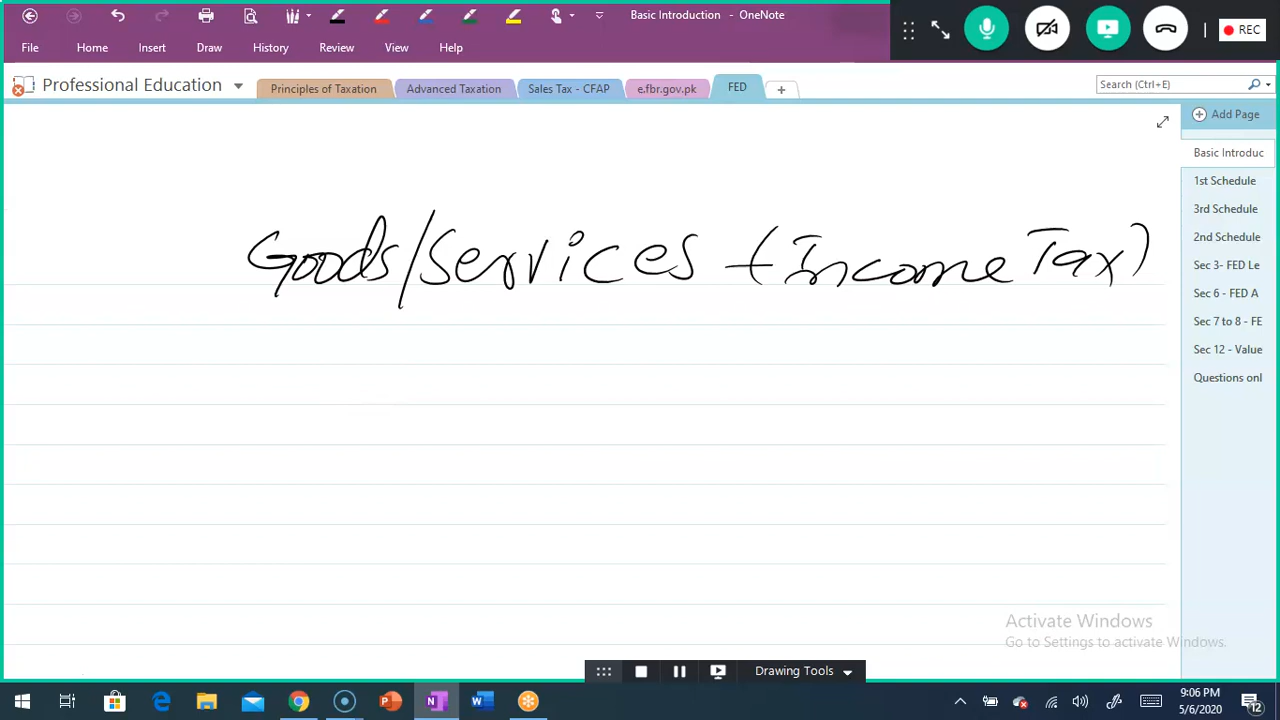 Basic Introduction - OneNote
REC
File Home Insert Draw History Review View Help
Professional Education
Principles of Taxation
Advanced Taxation
Sales Tax - CFAP
e.fbr.gov.pk
FED
Search (Ctrl+E)
Add Page
Basic Introduc
1st Schedule
3rd Schedule
2nd Schedule
Sec 3- FED Le
Sec 6 - FED A
Sec 7 to 8 - FE
Sec 12 - Value
Questions onl
Goods/Services (Income Tax)
Activate Windows
Go to Settings to activate Windows.
Drawing Tools
9:06 PM
5/6/2020
12